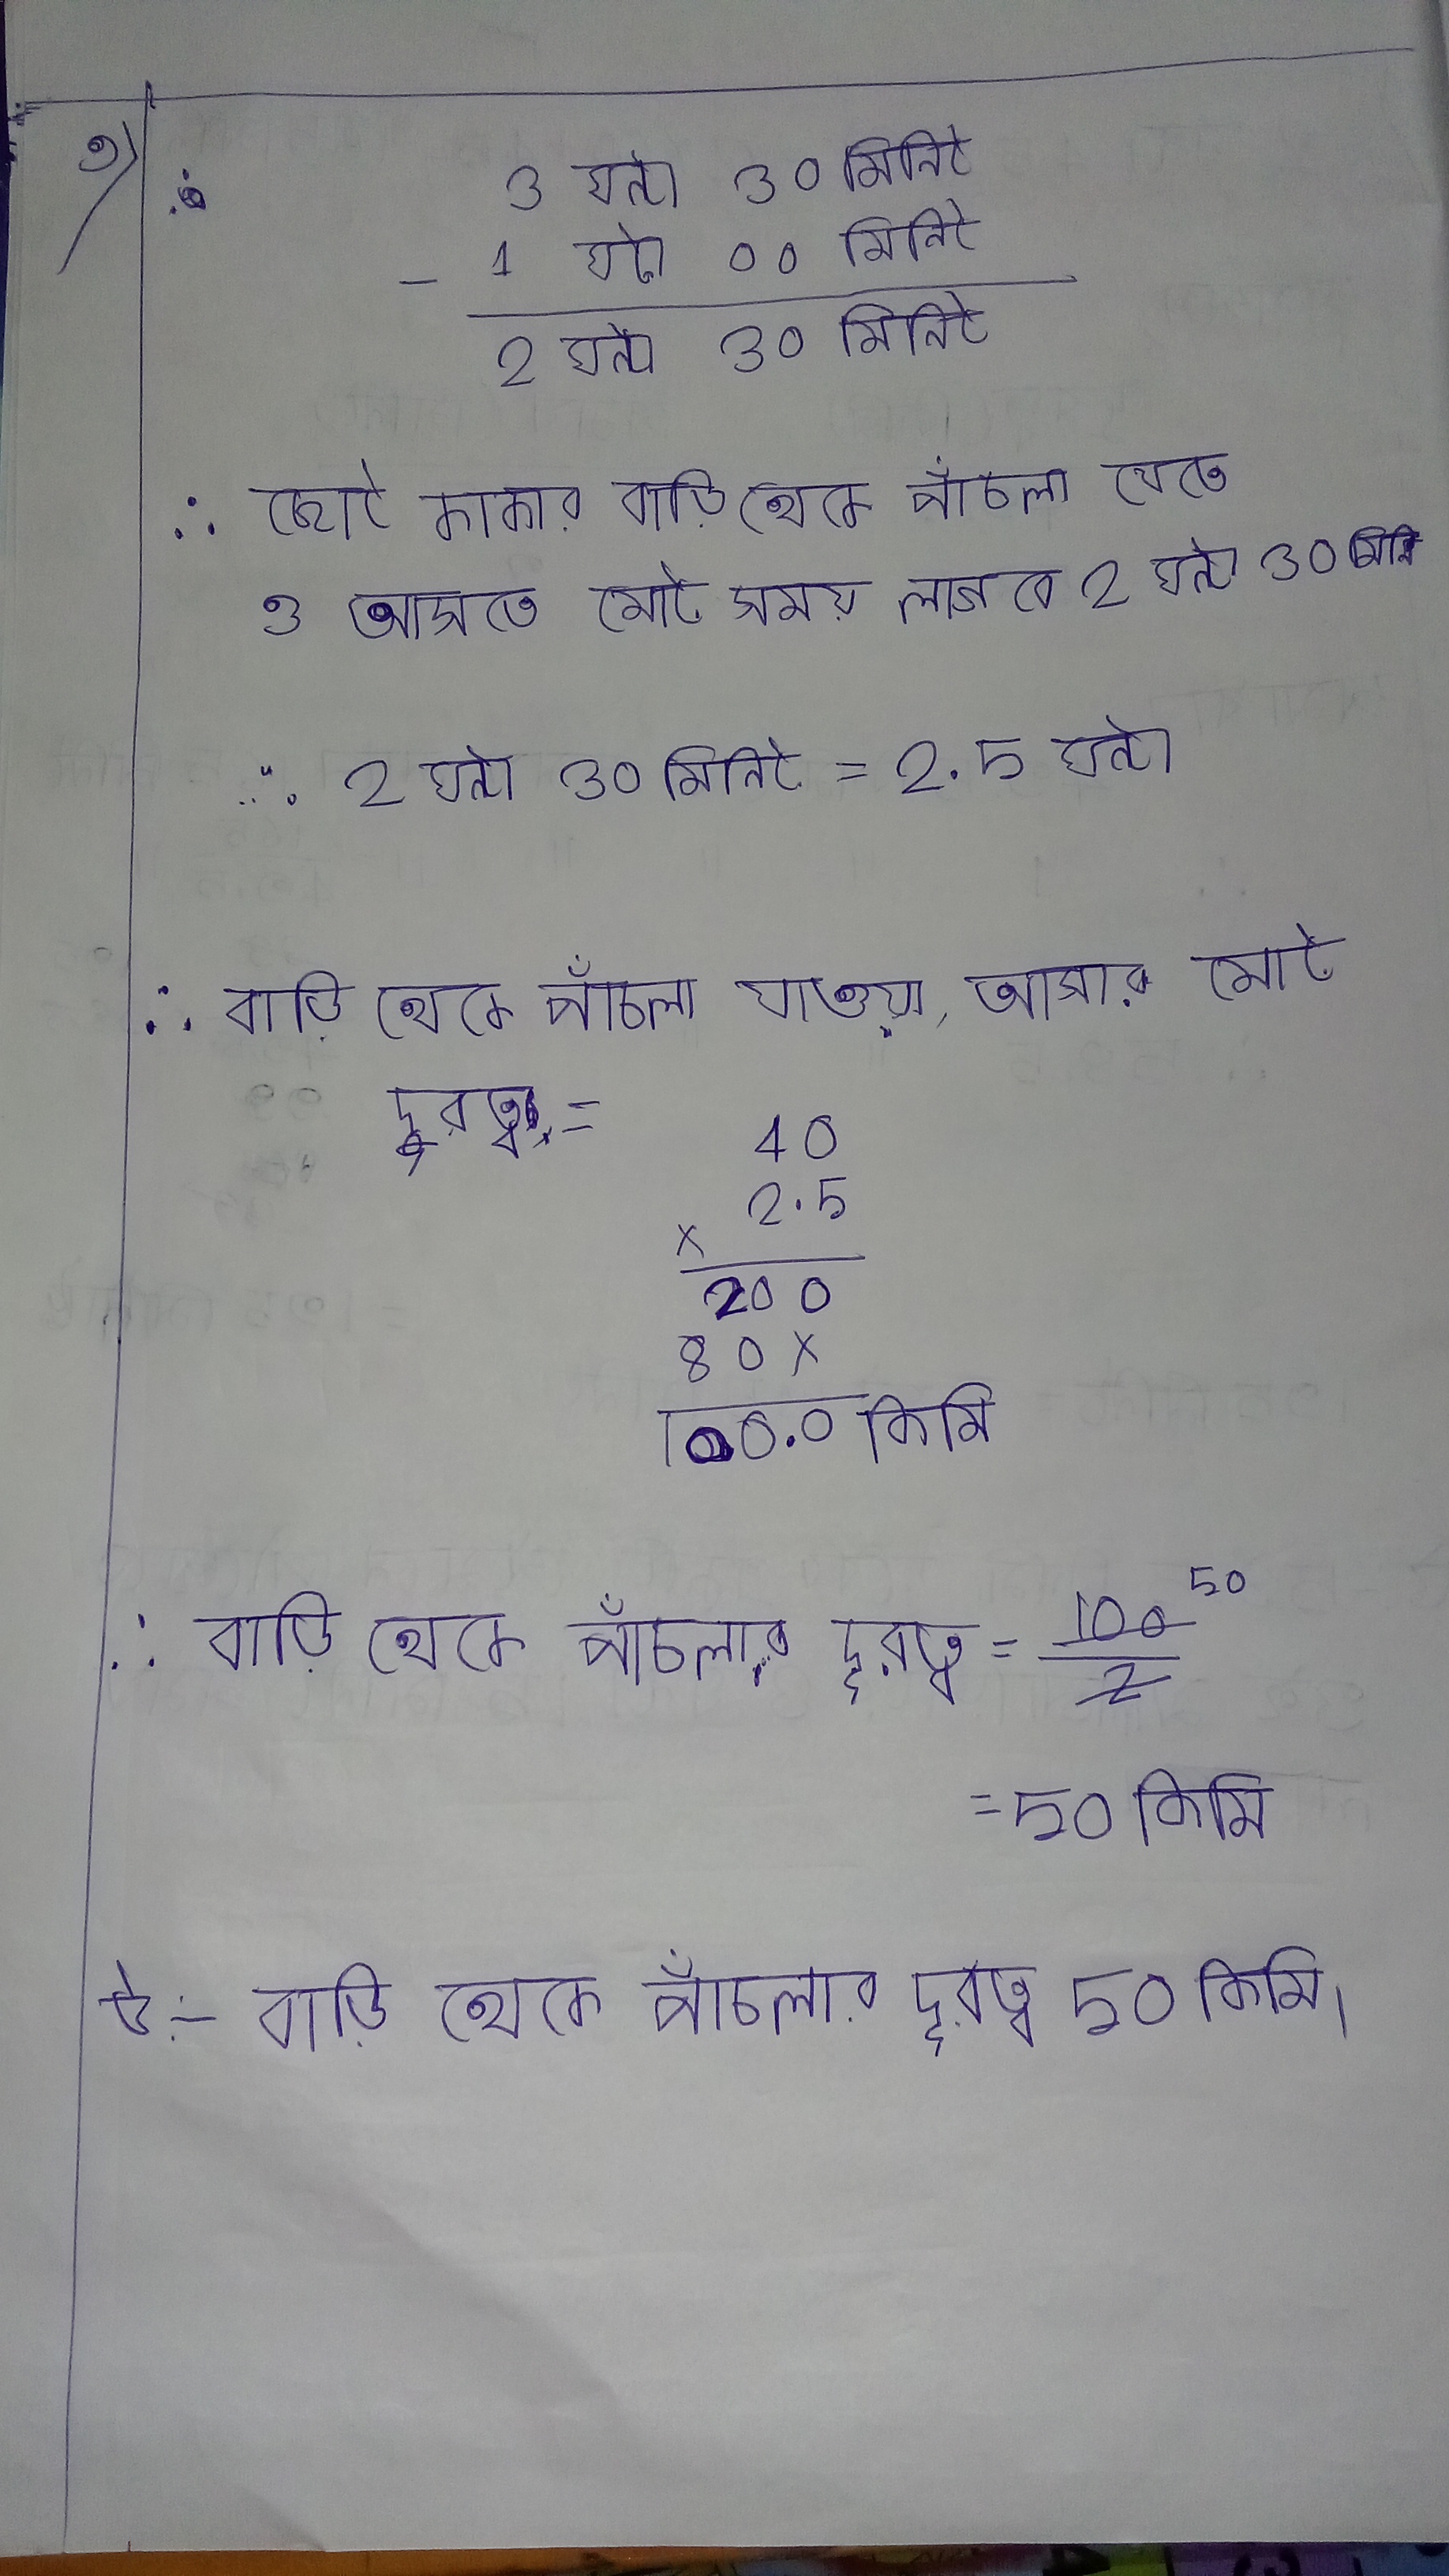 ৩)
3 ঘন্টা 30 মিনিট
- 1 ঘন্টা 00 মিনিট
2 ঘন্টা 30 মিনিট
∴ ছোট কাকার বাড়ি থেকে পাঁচলা যেতে
ও আসতে মোট সময় লাগবে 2 ঘন্টা 30 মিনি
∴ 2 ঘন্টা 30 মিনিট = 2.5 ঘন্টা
∴ বাড়ি থেকে পাঁচলা যাওয়া, আসার মোট
দূরত্ব =
40
x 2.5
200
80x
100.0 কিমি
∴ বাড়ি থেকে পাঁচলার দূরত্ব = 100/2 50
= 50 কিমি
উঃ- বাড়ি থেকে পাঁচলার দূরত্ব 50 কিমি।